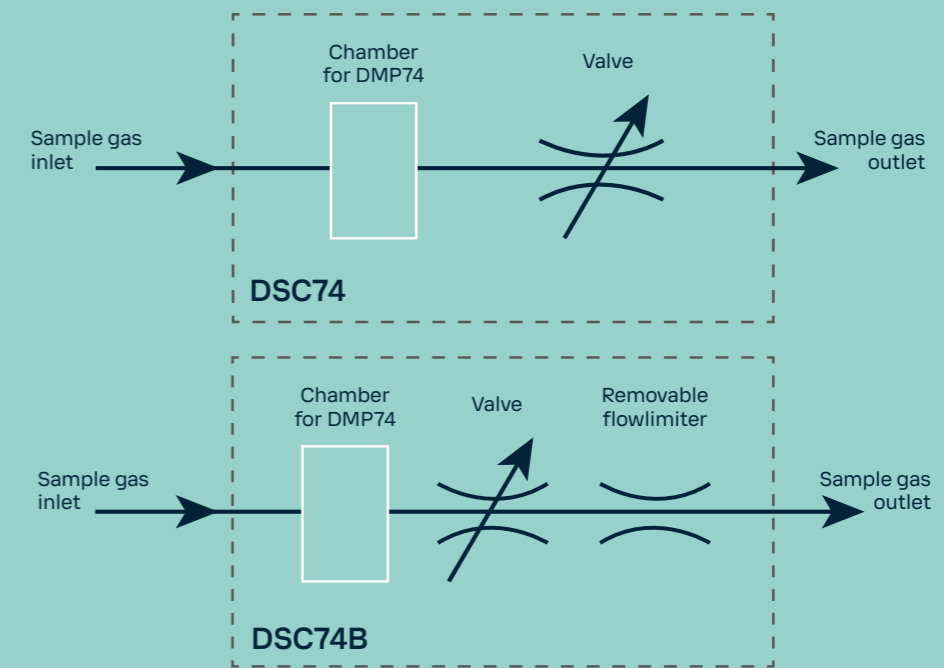 Chamber
for DMP74
Valve
Sample gas
inlet
Sample gas
outlet
DSC74
Chamber
for DMP74
Valve
Removable
flowlimiter
Sample gas
inlet
Sample gas
outlet
DSC74B